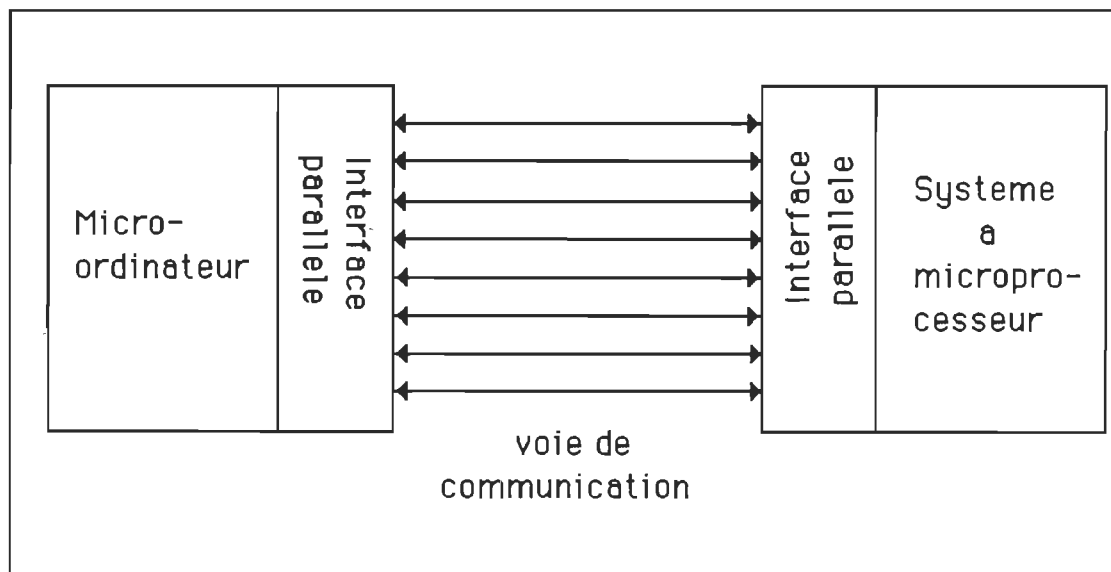 Micro-
ordinateur
Interface
parallele
Interface
parallele
Systeme
a
micropro-
cesseur
voie de
communication